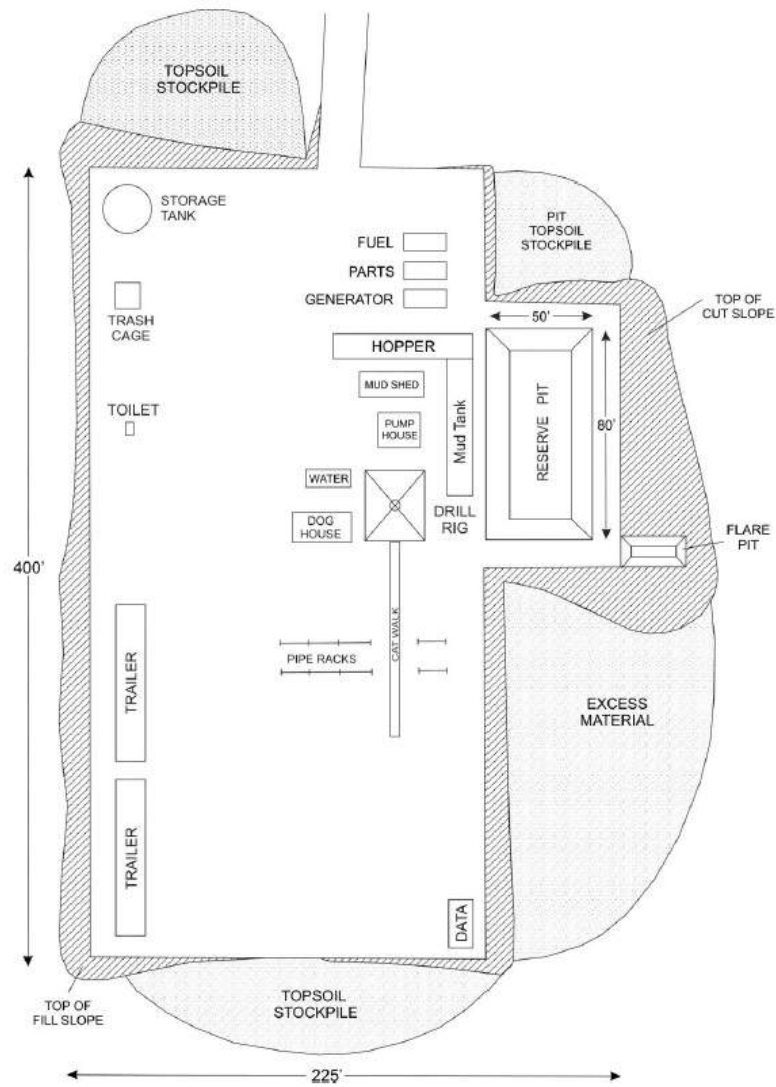 TOPSOIL
STOCKPILE
STORAGE
TANK
PIT
TOPSOIL
STOCKPILE
FUEL
PARTS
GENERATOR
TOP OF
CUT SLOPE
TRASH
CAGE
50'
HOPPER
MUD SHED
TOILET
PUMP
HOUSE
Mud Tank
RESERVE PIT
80'
WATER
DOG
HOUSE
DRILL
RIG
FLARE
PIT
400'
CAT WALK
PIPE RACKS
TRAILER
EXCESS
MATERIAL
TRAILER
DATA
TOP OF
FILL SLOPE
TOPSOIL
STOCKPILE
225'